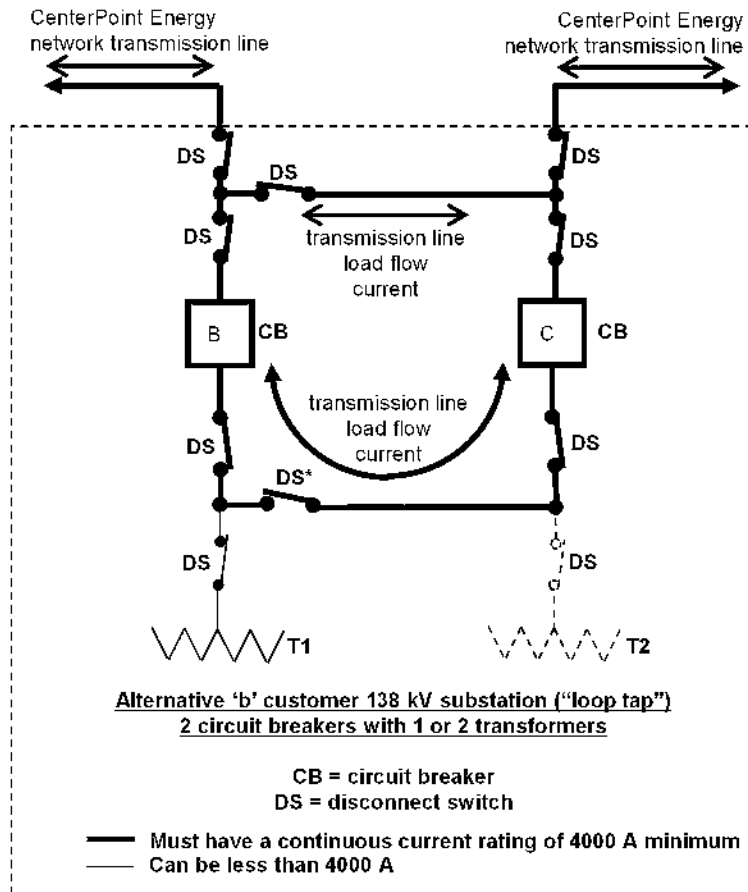 CenterPoint Energy
network transmission line
CenterPoint Energy
network transmission line
DS
DS
DS
DS
DS
transmission line
load flow
current
B
CB
C
CB
transmission line
load flow
current
DS
DS
DS*
DS
DS
T1
T2
Alternative ‘b’ customer 138 kV substation (“loop tap”)
2 circuit breakers with 1 or 2 transformers
CB = circuit breaker
DS = disconnect switch
Must have a continuous current rating of 4000 A minimum
Can be less than 4000 A